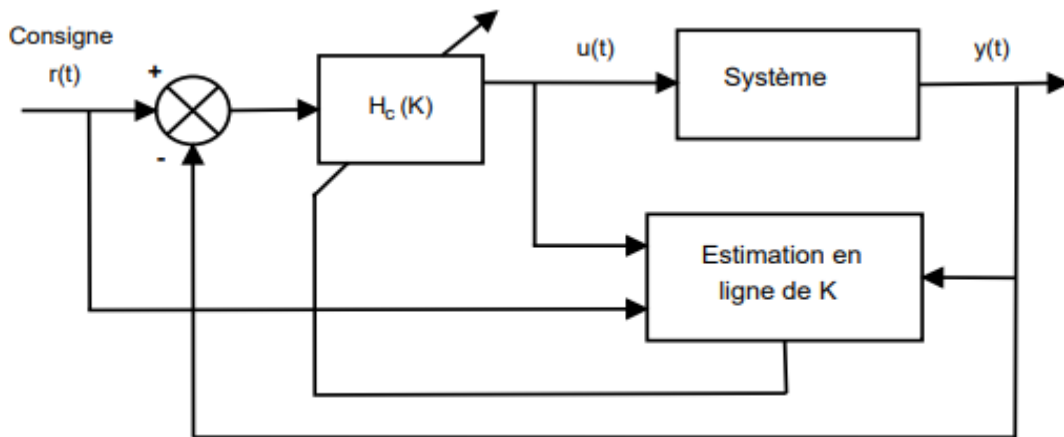 Consigne
r(t)
+
-
H_c (K)
u(t)
Système
y(t)
Estimation en
ligne de K